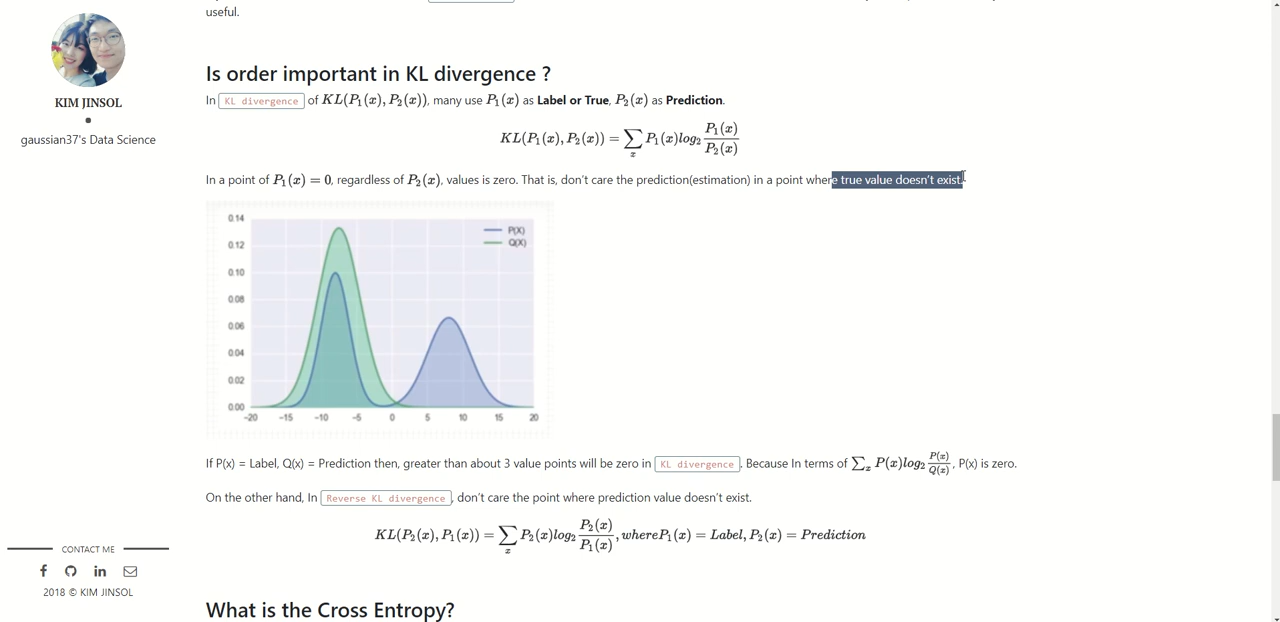 useful.
KIM JINSOL
gaussian37's Data Science
Is order important in KL divergence ?
In KL divergence of KL(P₁(x), P₂(x)), many use P₁(x) as Label or True, P₂(x) as Prediction.
KL(P₁(x), P₂(x)) = ∑ₓ P₁(x)log₂ P₁(x)/P₂(x)
In a point of P₁(x) = 0, regardless of P₂(x), values is zero. That is, don't care the prediction(estimation) in a point where true value doesn't exist.
P(X)
Q(X)
0.14
0.12
0.10
0.08
0.06
0.04
0.02
0.00
-20 -15 -10 -5 0 5 10 15 20
If P(x) = Label, Q(x) = Prediction then, greater than about 3 value points will be zero in KL divergence. Because In terms of ∑ₓ P(x)log₂ P(x)/Q(x), P(x) is zero.
On the other hand, In Reverse KL divergence, don't care the point where prediction value doesn't exist.
KL(P₂(x), P₁(x)) = ∑ₓ P₂(x)log₂ P₂(x)/P₁(x), whereP₁(x) = Label, P₂(x) = Prediction
CONTACT ME
2018 © KIM JINSOL
What is the Cross Entropy?